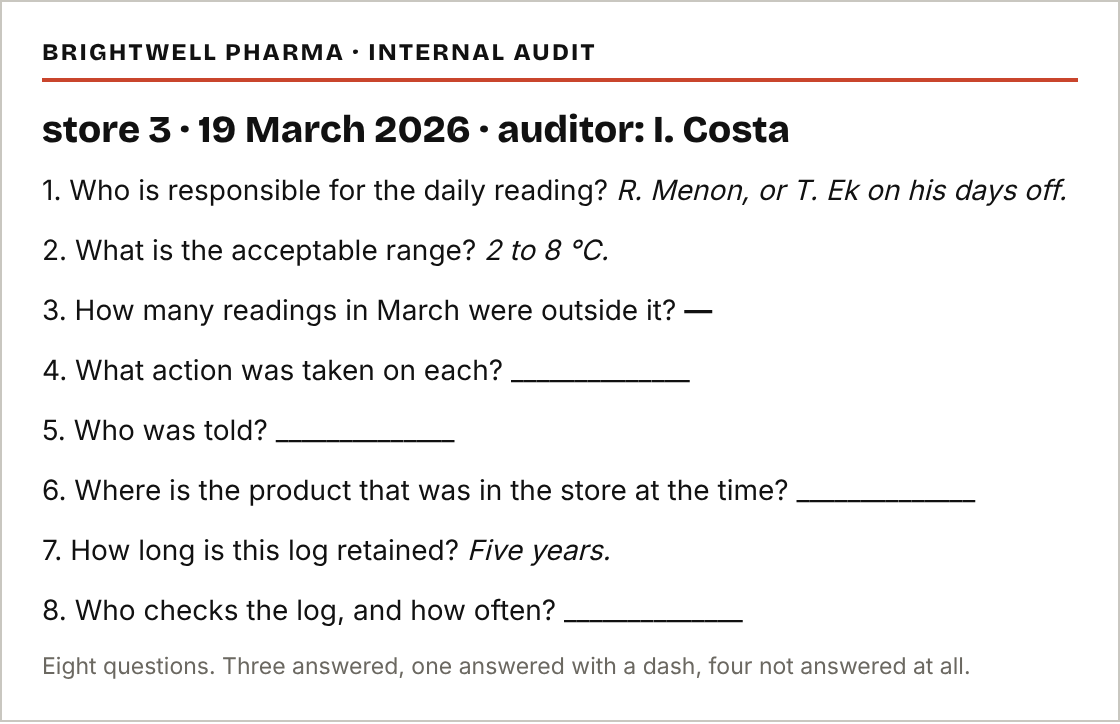 BRIGHTWELL PHARMA · INTERNAL AUDIT
store 3 · 19 March 2026 · auditor: I. Costa
1. Who is responsible for the daily reading? R. Menon, or T. Ek on his days off.
2. What is the acceptable range? 2 to 8 °C.
3. How many readings in March were outside it? —
4. What action was taken on each? ______________
5. Who was told? ______________
6. Where is the product that was in the store at the time? ______________
7. How long is this log retained? Five years.
8. Who checks the log, and how often? ______________
Eight questions. Three answered, one answered with a dash, four not answered at all.